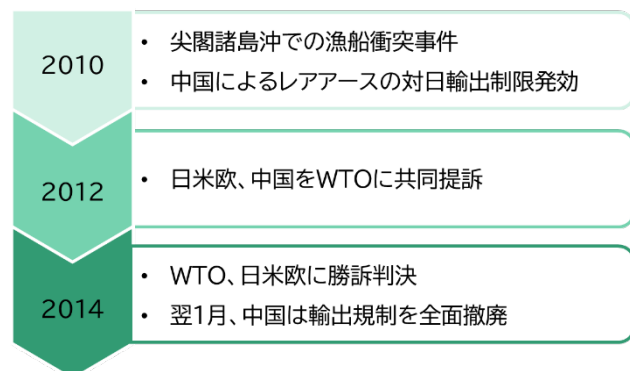 2010
• 尖閣諸島沖での漁船衝突事件
• 中国によるレアアースの対日輸出制限発効
2012
• 日米欧、中国をWTOに共同提訴
2014
• WTO、日米欧に勝訴判決
• 翌1月、中国は輸出規制を全面撤廃